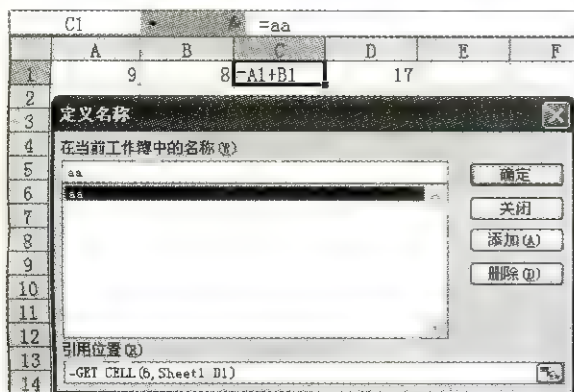 C1 =aa
A B C D E F
1 9 8 =A1+B1 17
2
3
4
5
6
7
8
9
10
11
12
13
14
定义名称
在当前工作簿中的名称(W)
aa
aa
确定
关闭
添加(A)
删除(D)
引用位置(R)
=GET CELL(6,Sheet1 D1)